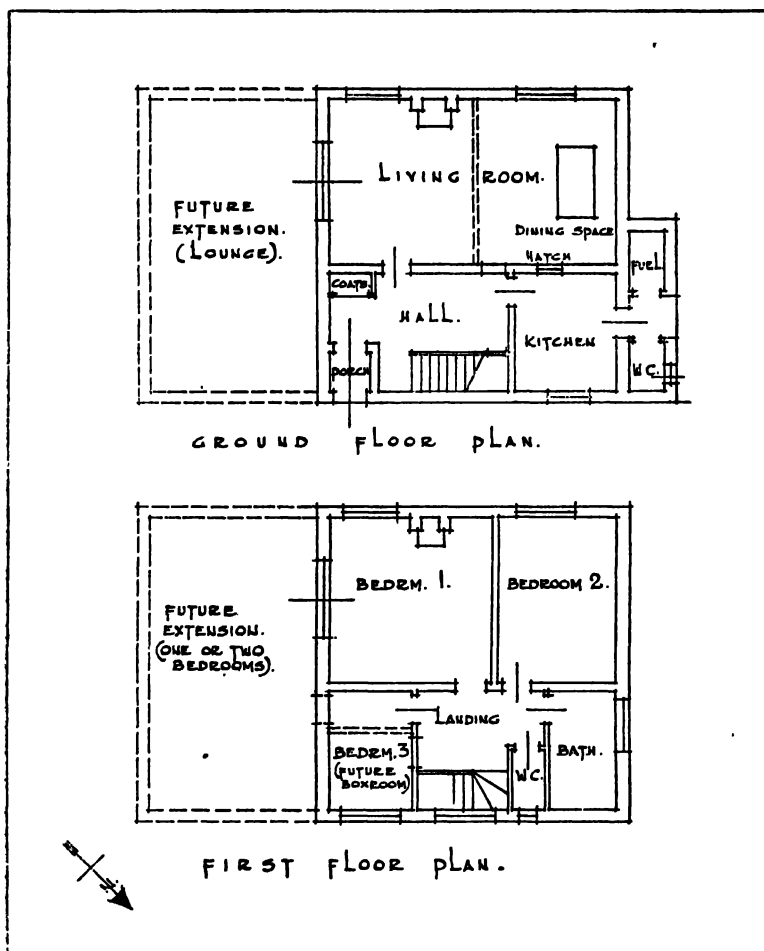 LIVING ROOM.
FUTURE
EXTENSION.
(LOUNGE).
DINING SPACE
HATCH
FUEL
COATS.
HALL.
KITCHEN
PORCH
W.C.
GROUND FLOOR PLAN.
BEDRM. 1.
BEDROOM 2.
FUTURE
EXTENSION.
(ONE OR TWO
BEDROOMS).
LANDING
BEDRM. 3
(FUTURE
BOXROOM)
W.C.
BATH.
FIRST FLOOR PLAN.